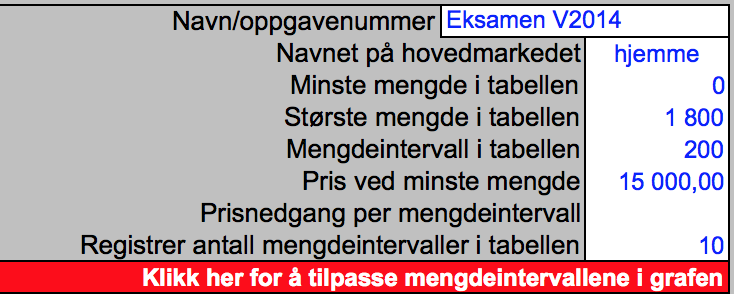 Navn/oppgavenummer Eksamen V2014
Navnet på hovedmarkedet hjemme
Minste mengde i tabellen 0
Største mengde i tabellen 1 800
Mengdeintervall i tabellen 200
Pris ved minste mengde 15 000,00
Prisnedgang per mengdeintervall
Registrer antall mengdeintervaller i tabellen 10
Klikk her for å tilpasse mengdeintervallene i grafen